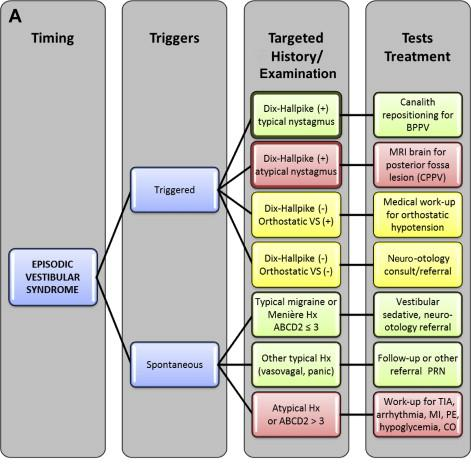 A
Timing
Triggers
Targeted
History/
Examination
Tests
Treatment
EPISODIC
VESTIBULAR
SYNDROME
Triggered
Spontaneous
Dix-Hallpike (+)
typical nystagmus
Canalith
repositioning for
BPPV
Dix-Hallpike (+)
atypical nystagmus
MRI brain for
posterior fossa
lesion (CPPV)
Dix-Hallpike (-)
Orthostatic VS (+)
Medical work-up
for orthostatic
hypotension
Dix-Hallpike (-)
Orthostatic VS (-)
Neuro-otology
consult/referral
Typical migraine or
Menière Hx
ABCD2 ≤ 3
Vestibular
sedative, neuro-
otology referral
Other typical Hx
(vasovagal, panic)
Follow-up or other
referral PRN
Atypical Hx
or ABCD2 > 3
Work-up for TIA,
arrhythmia, MI, PE,
hypoglycemia, CO